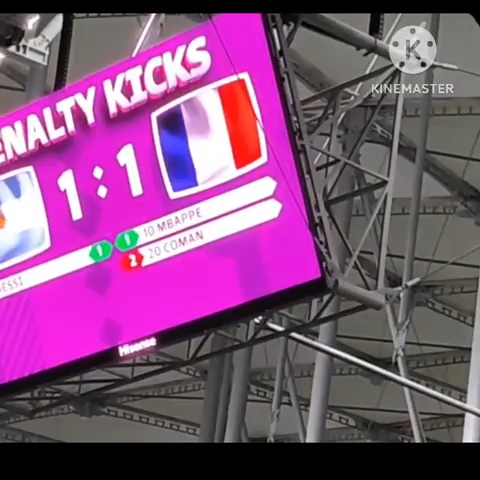 ENALTY KICKS
1:1
1 1 10 MBAPPE
ESSI 2 20 COMAN
Hisense
K
KINEMASTER